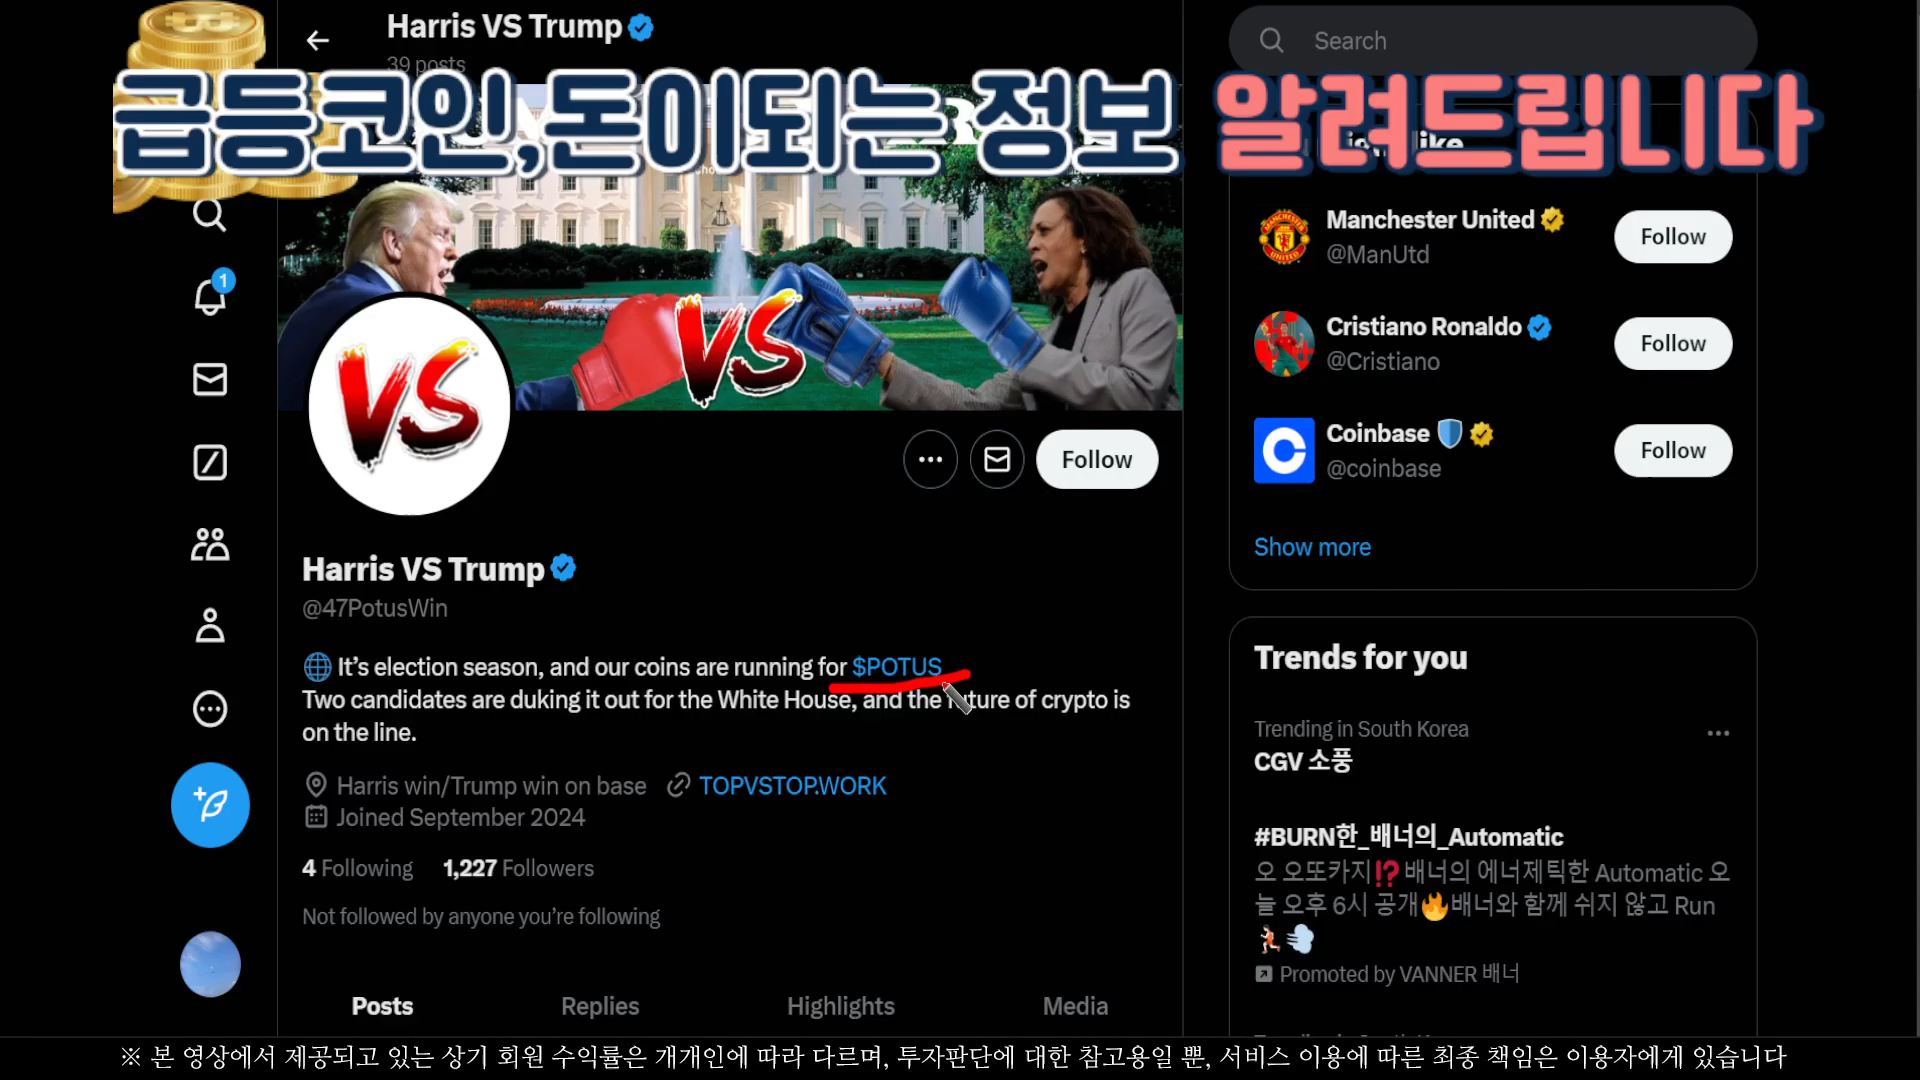 Harris VS Trump
39 posts
Search
급등코인,돈이되는 정보 알려드립니다
like
Manchester United
@ManUtd
Follow
Cristiano Ronaldo
@Cristiano
Follow
Coinbase
@coinbase
Follow
Show more
1
VS
VS
Follow
Harris VS Trump
@47PotusWin
It's election season, and our coins are running for $POTUS
Two candidates are duking it out for the White House, and the future of crypto is
on the line.
Harris win/Trump win on base TOPVSTOP.WORK
Joined September 2024
4 Following 1,227 Followers
Not followed by anyone you're following
Posts Replies Highlights Media
Trends for you
Trending in South Korea
CGV 소풍
#BURN한_배너의_Automatic
오 오또카지⁉️배너의 에너제틱한 Automatic 오
늘 오후 6시 공개🔥배너와 함께 쉬지 않고 Run
Promoted by VANNER 배너
※ 본 영상에서 제공되고 있는 상기 회원 수익률은 개개인에 따라 다르며, 투자판단에 대한 참고용일 뿐, 서비스 이용에 따른 최종 책임은 이용자에게 있습니다